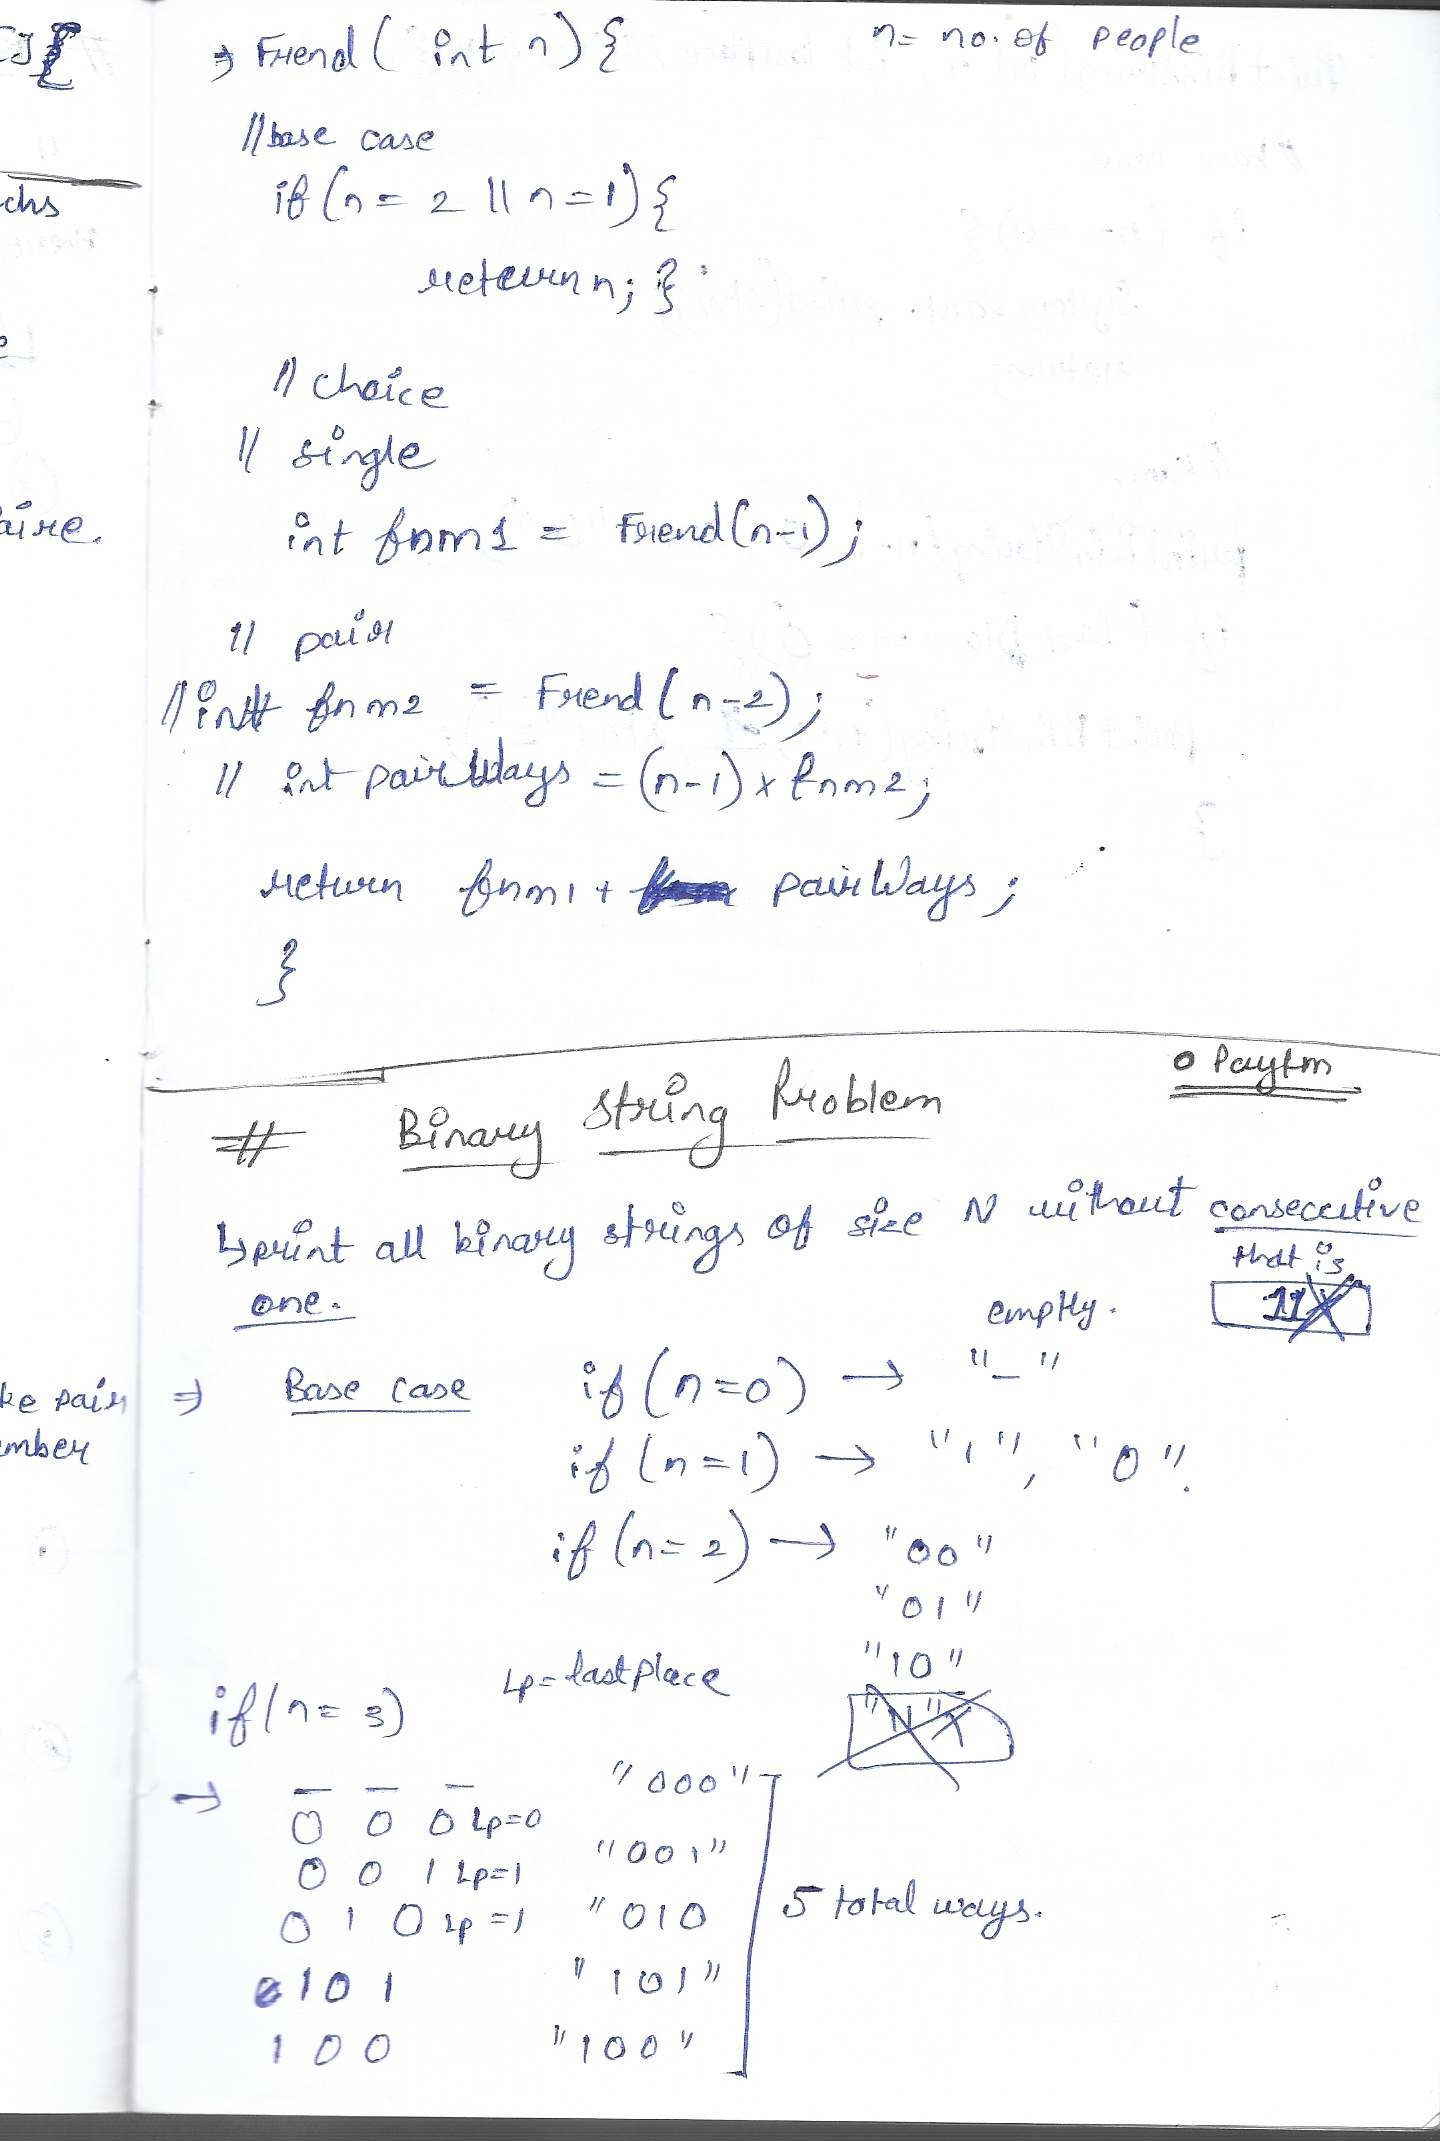 CJ{
⇒ Friend( int n){
n= no. of people
//base case
if(n= 2 || n=1){
return n; }
// choice
// single
int fnm1 = Friend(n-1);
// pair
//int fnm2 = Friend(n-2);
// int pairWays = (n-1) x fnm2;
return fnm1 + pairWays;
}
chs
aire.
# Binary String Problem
o Paytm
↳ print all binary strings of size N without consecutive
one.
that is
11 X
empty.
⇒ Base case if(n=0) → "_"
if(n=1) → "1", "0".
if(n=2) → "00"
"01"
"10"
"11" X
ke pair
ember
if(n= 3)
Lp= last place
→ _ _ _ "000"
0 0 0 Lp=0
0 0 1 Lp=1 "001"
0 1 0 Lp=1 "010
1 0 1 "101"
1 0 0 "100"
5 total ways.